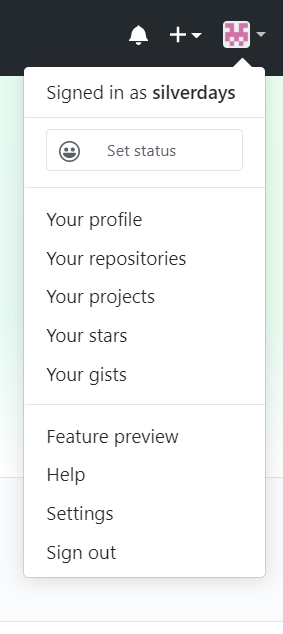 Signed in as silverdays
Set status
Your profile
Your repositories
Your projects
Your stars
Your gists
Feature preview
Help
Settings
Sign out